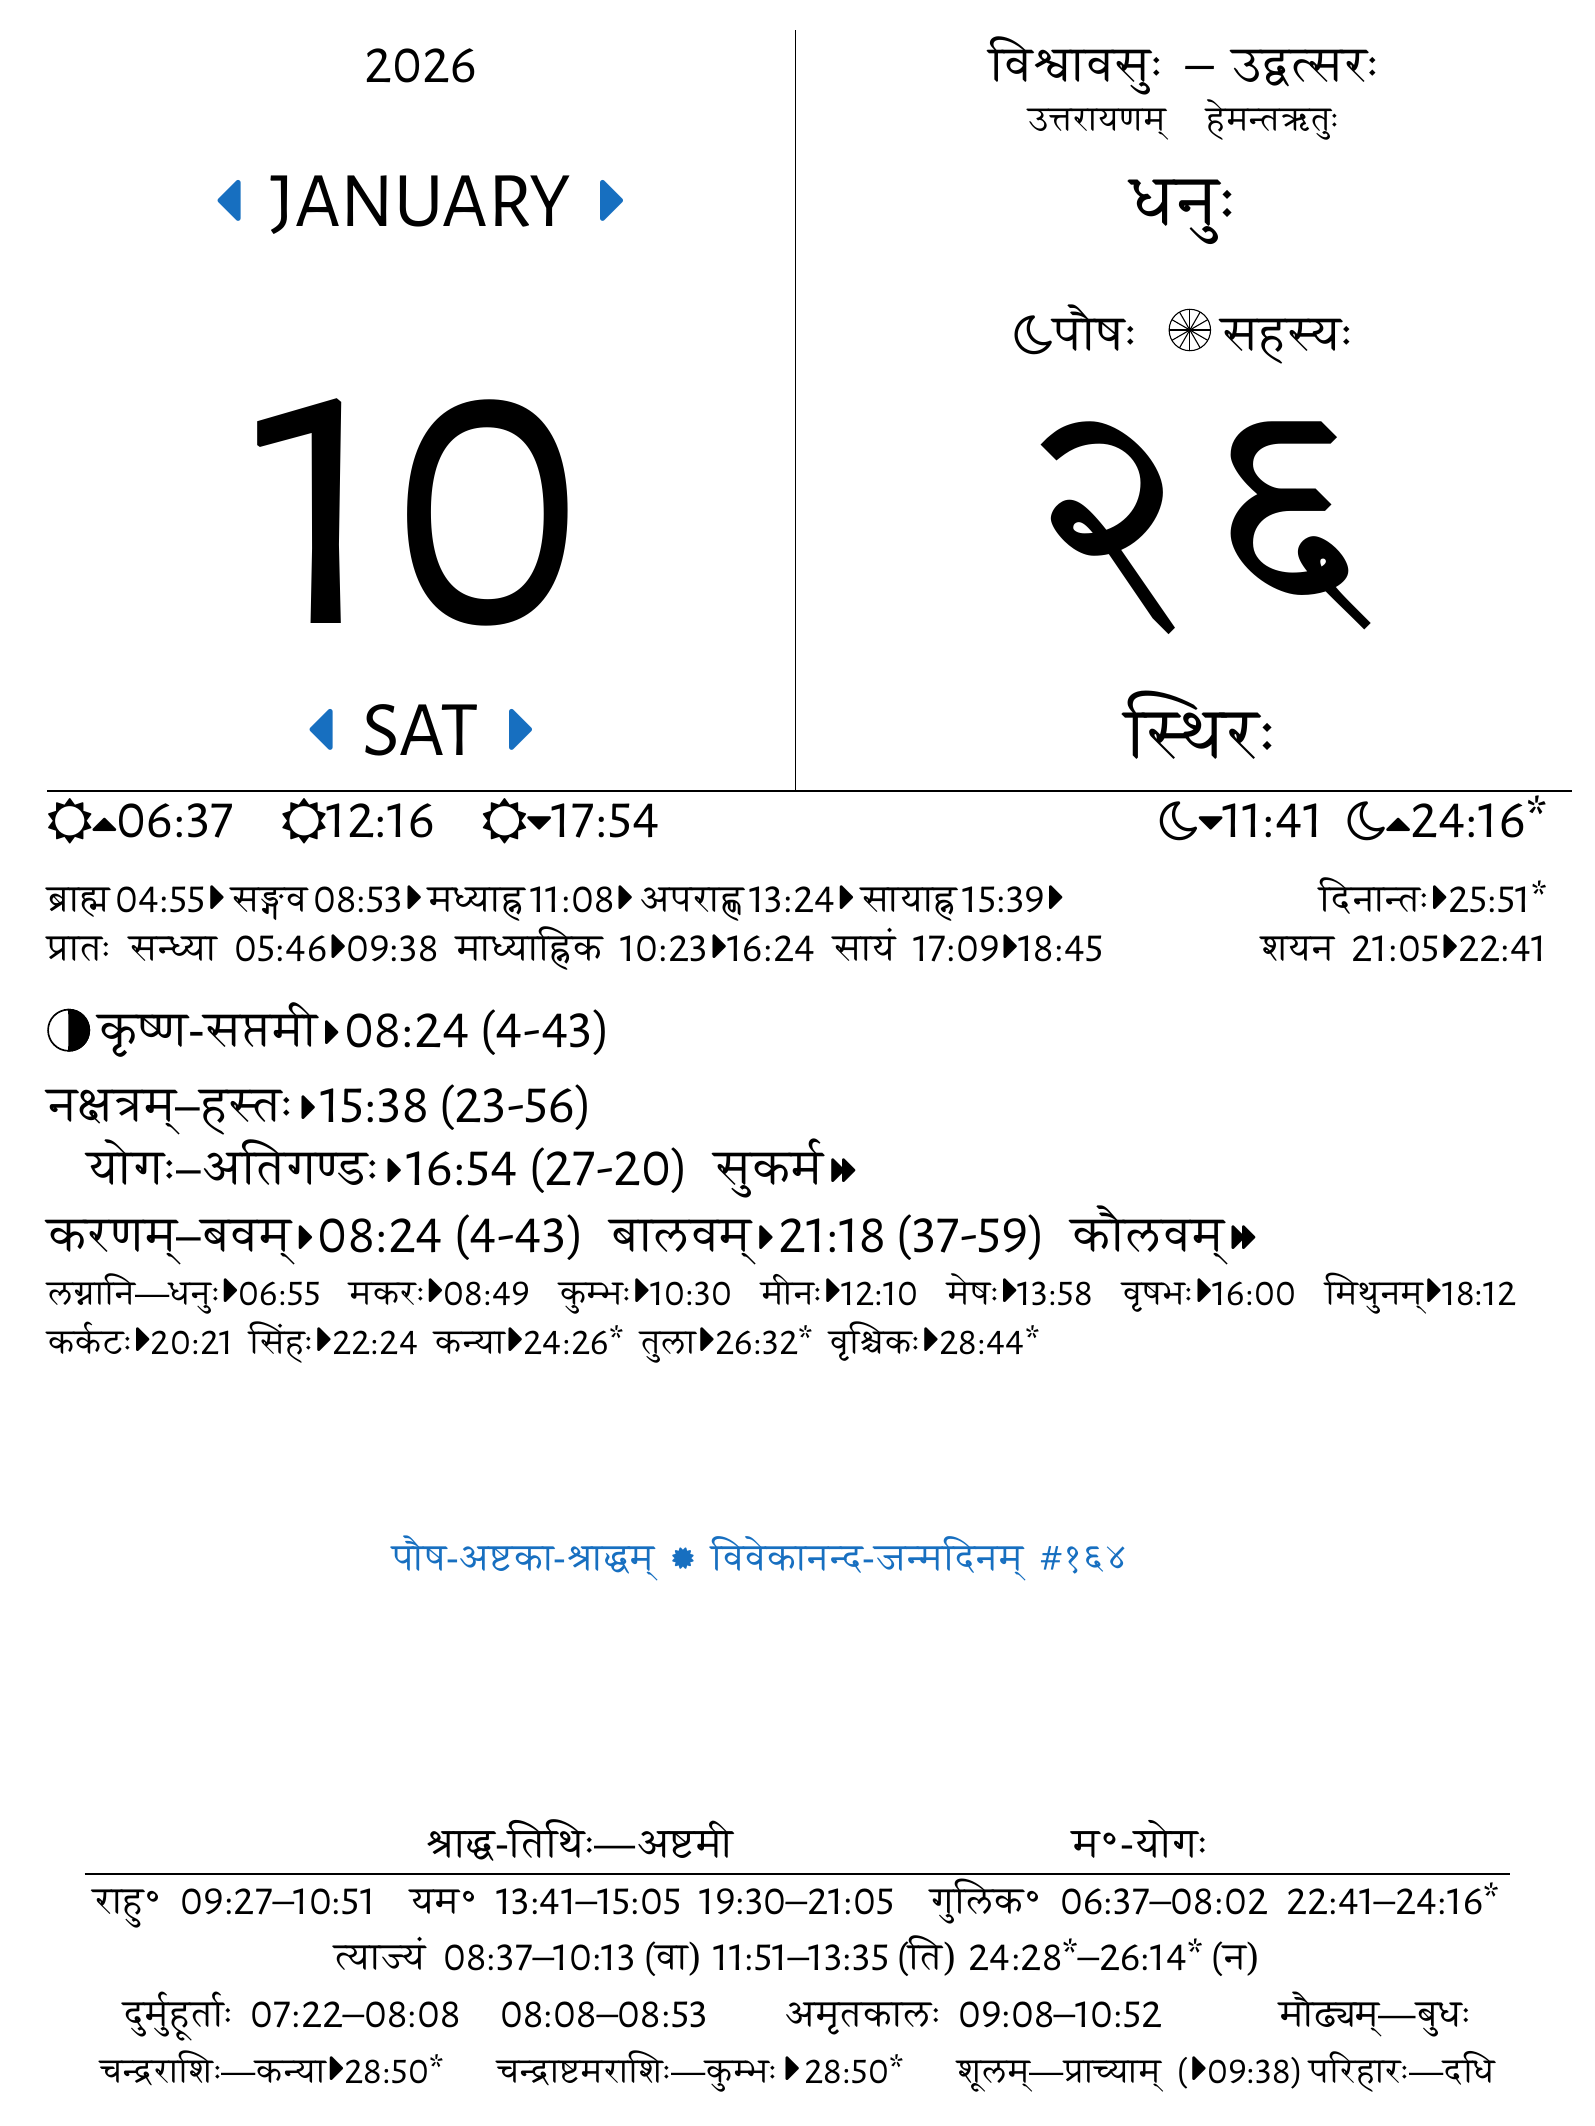 2026
JANUARY
10
SAT
विश्वावसुः – उद्वत्सरः
उत्तरायणम् हेमन्तऋतुः
धनुः
पौषः सहस्यः
२६
स्थिरः
06:37 12:16 17:54 11:41 24:16*
ब्राह्म 04:55 सङ्गव 08:53 मध्याह्न 11:08 अपराह्ण 13:24 सायाह्न 15:39 दिनान्तः 25:51*
प्रातः सन्ध्या 05:46 09:38 माध्याह्निक 10:23 16:24 सायं 17:09 18:45 शयन 21:05 22:41
कृष्ण-सप्तमी 08:24 (4-43)
नक्षत्रम्–हस्तः 15:38 (23-56)
योगः–अतिगण्डः 16:54 (27-20) सुकर्म
करणम्–बवम् 08:24 (4-43) बालवम् 21:18 (37-59) कौलवम्
लग्नानि—धनुः 06:55 मकरः 08:49 कुम्भः 10:30 मीनः 12:10 मेषः 13:58 वृषभः 16:00 मिथुनम् 18:12
कर्कटः 20:21 सिंहः 22:24 कन्या 24:26* तुला 26:32* वृश्चिकः 28:44*
पौष-अष्टका-श्राद्धम् विवेकानन्द-जन्मदिनम् #१६४
श्राद्ध-तिथिः—अष्टमी म॰-योगः
राहु॰ 09:27–10:51 यम॰ 13:41–15:05 19:30–21:05 गुलिक॰ 06:37–08:02 22:41–24:16*
त्याज्यं 08:37–10:13 (वा) 11:51–13:35 (ति) 24:28*–26:14* (न)
दुर्मुहूर्ताः 07:22–08:08 08:08–08:53 अमृतकालः 09:08–10:52 मौढ्यम्—बुधः
चन्द्रराशिः—कन्या 28:50* चन्द्राष्टमराशिः—कुम्भः 28:50* शूलम्—प्राच्याम् ( 09:38) परिहारः—दधि